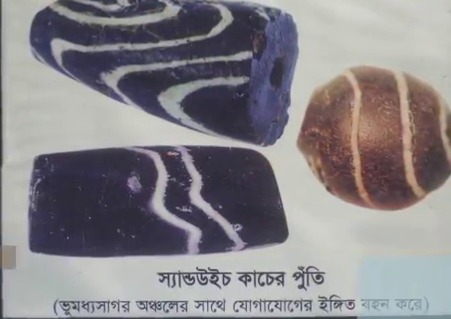 স্যান্ডউইচ কাচের পুঁতি
(ভূমধ্যসাগর অঞ্চলের সাথে যোগাযোগের ইঙ্গিত বহন করে)